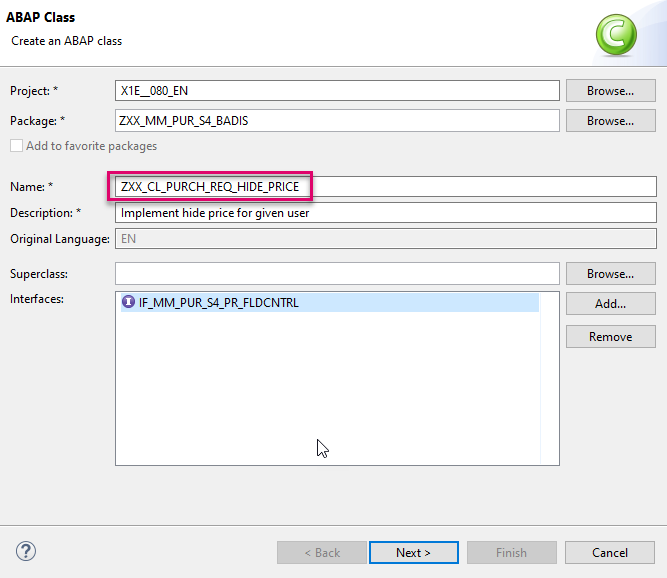 ABAP Class
Create an ABAP class
C
Project: * X1E__080_EN Browse...
Package: * ZXX_MM_PUR_S4_BADIS Browse...
Add to favorite packages
Name: * ZXX_CL_PURCH_REQ_HIDE_PRICE
Description: * Implement hide price for given user
Original Language: EN
Superclass: Browse...
Interfaces: I IF_MM_PUR_S4_PR_FLDCNTRL Add...
Remove
? < Back Next > Finish Cancel